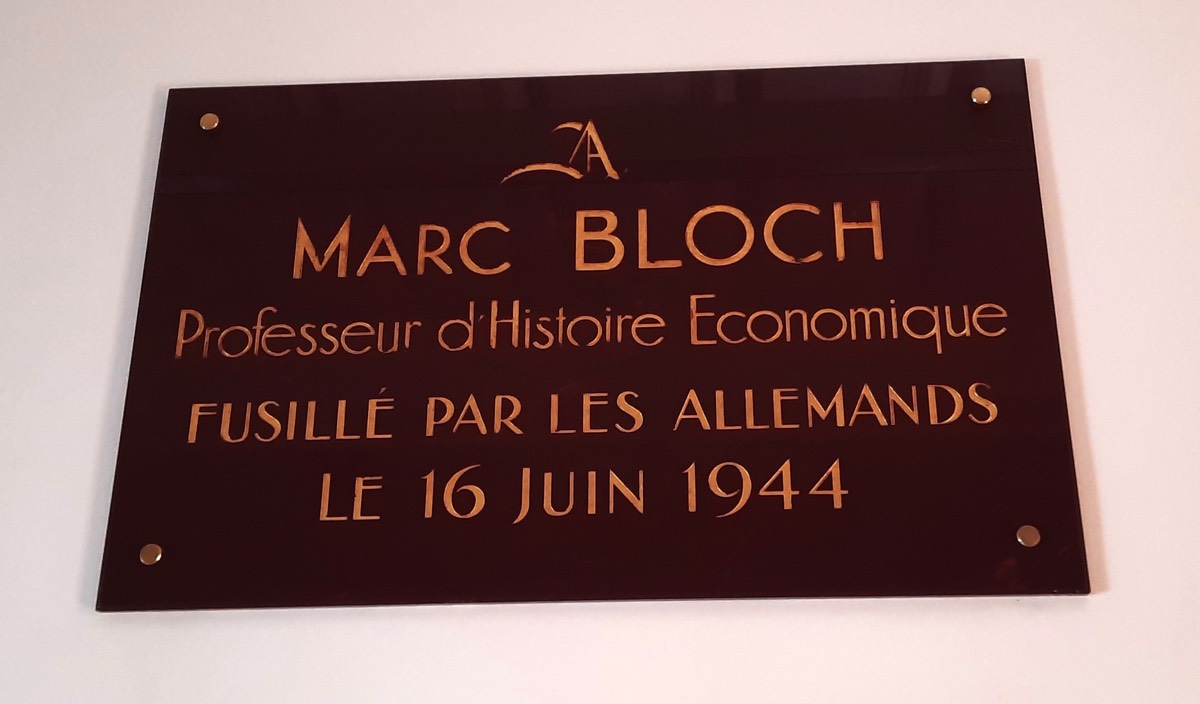 A
MARC BLOCH
Professeur d'Histoire Economique
FUSILLÉ PAR LES ALLEMANDS
LE 16 JUIN 1944